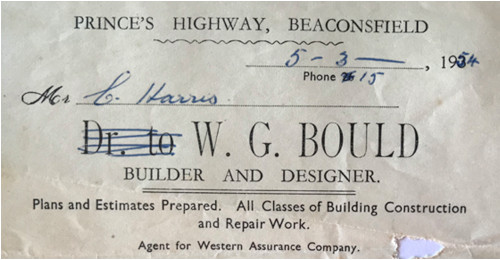 PRINCE'S HIGHWAY, BEACONSFIELD
5-3-, 1954
Phone 15
Mr C. Harris
Dr. to W. G. BOULD
BUILDER AND DESIGNER.
Plans and Estimates Prepared. All Classes of Building Construction
and Repair Work.
Agent for Western Assurance Company.